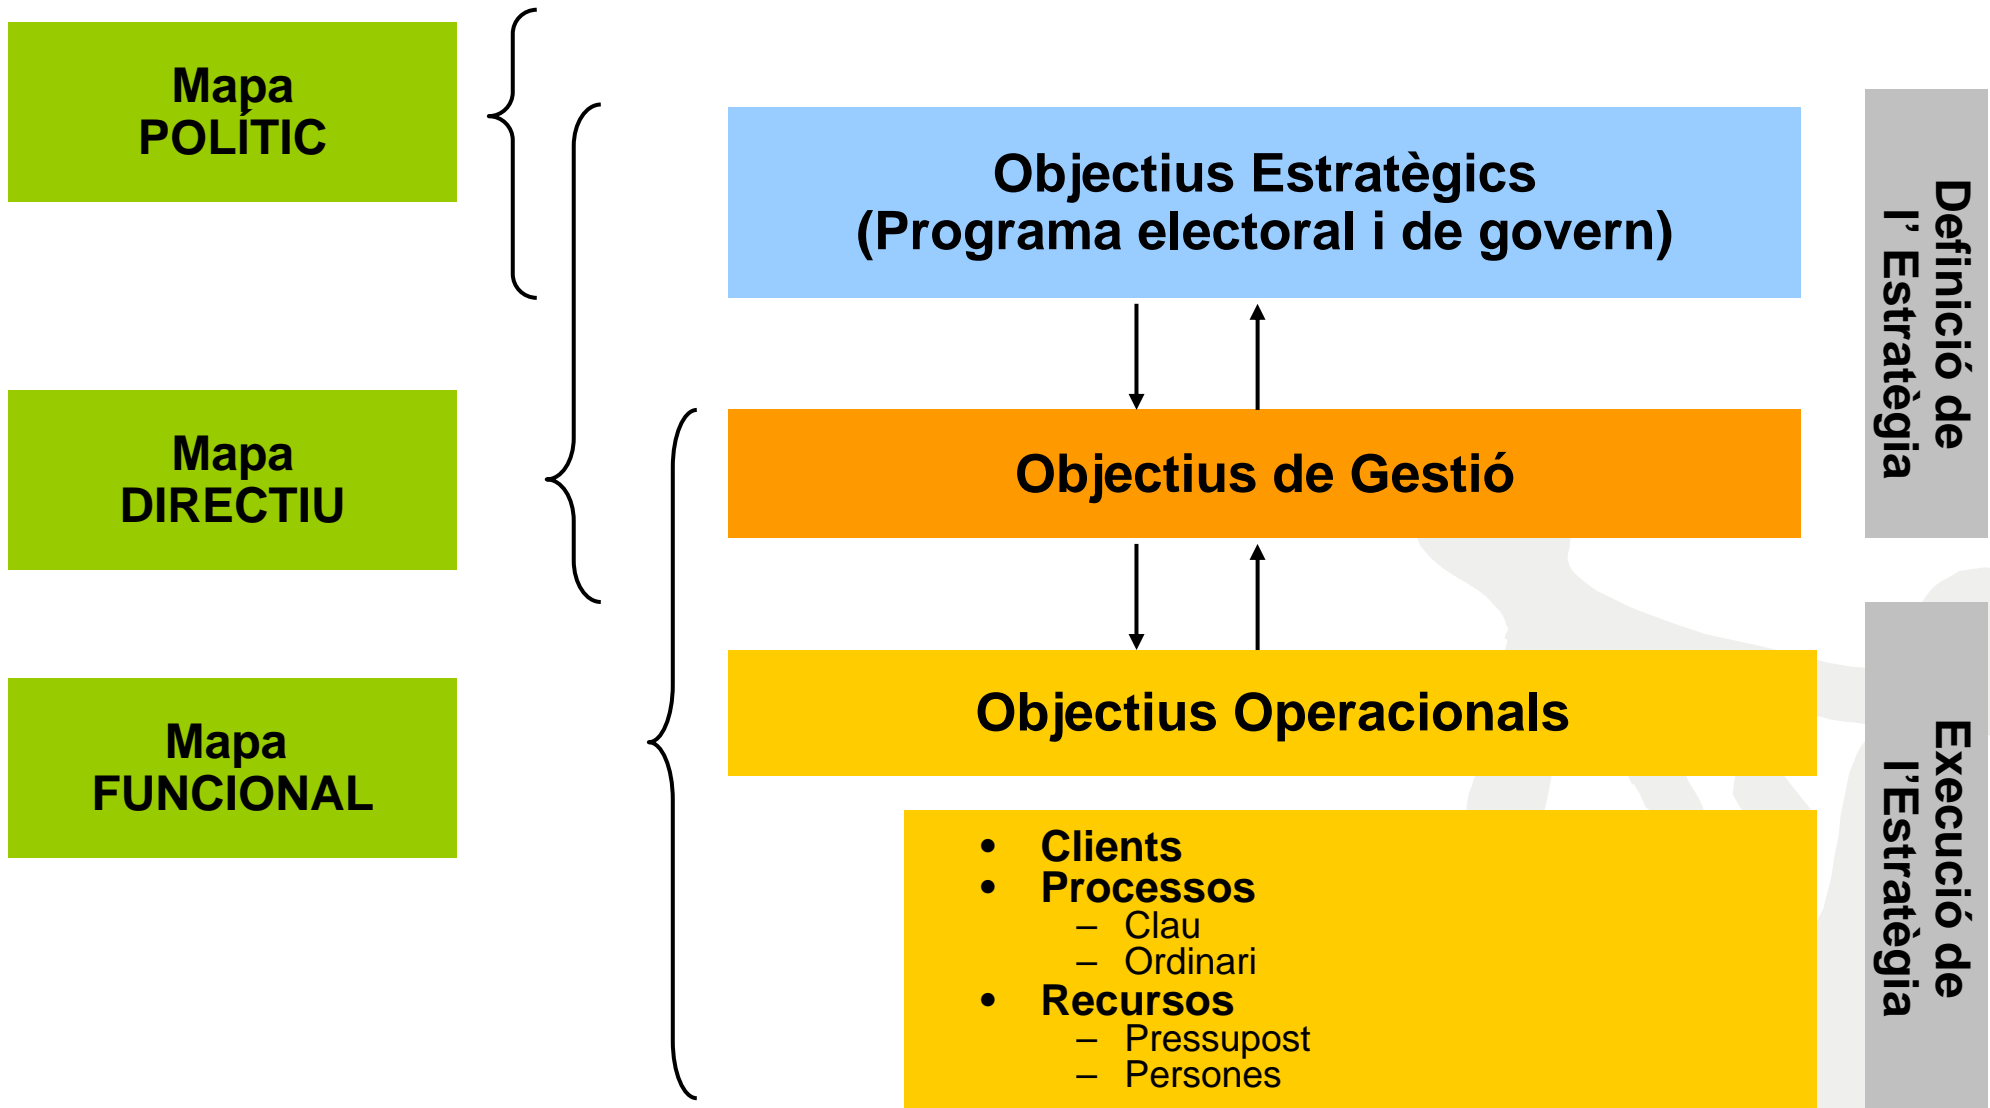 Mapa
POLÍTIC
Mapa
DIRECTIU
Mapa
FUNCIONAL
Objectius Estratègics
(Programa electoral i de govern)
Objectius de Gestió
Objectius Operacionals
• Clients
• Processos
– Clau
– Ordinari
• Recursos
– Pressupost
– Persones
Definició de
l’ Estratègia
Execució de
l’Estratègia